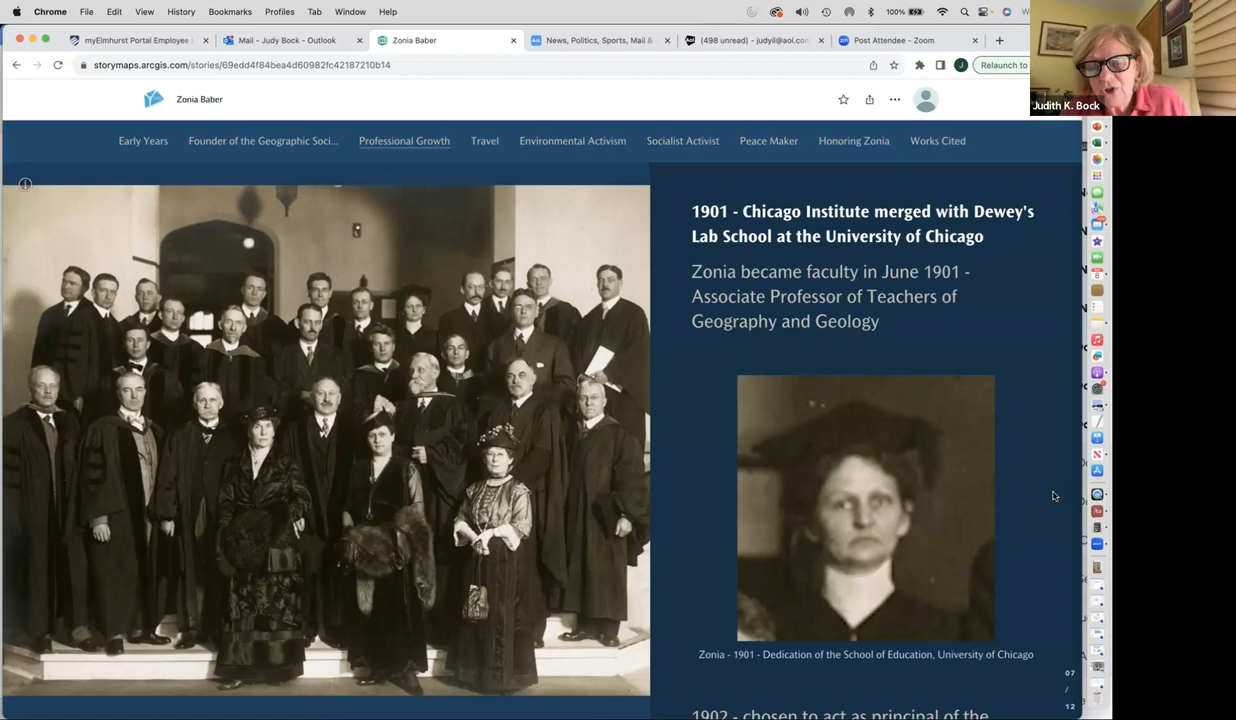 Chrome File Edit View History Bookmarks Profiles Tab Window Help 100%
myElmhurst Portal Employee Mail - Judy Bock - Outlook Zonia Baber News, Politics, Sports, Mail & (498 unread) - judyil@aol.co Post Attendee - Zoom
storymaps.arcgis.com/stories/69edd4f84bea4d60982fc42187210b14 Relaunch to
Judith K. Bock
Zonia Baber
Early Years Founder of the Geographic Soci... Professional Growth Travel Environmental Activism Socialist Activist Peace Maker Honoring Zonia Works Cited
1901 - Chicago Institute merged with Dewey's
Lab School at the University of Chicago
Zonia became faculty in June 1901 -
Associate Professor of Teachers of
Geography and Geology
Zonia - 1901 - Dedication of the School of Education, University of Chicago
07
/
12
1902 - chosen to act as principal of the